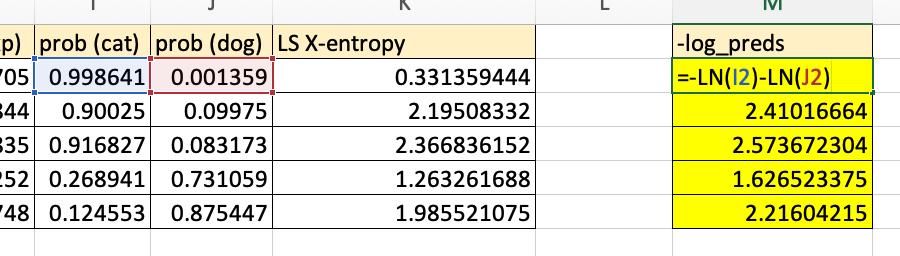 I J K L M
p) prob (cat) prob (dog) LS X-entropy -log_preds
705 0.998641 0.001359 0.331359444 =-LN(I2)-LN(J2)
344 0.90025 0.09975 2.19508332 2.41016664
335 0.916827 0.083173 2.366836152 2.573672304
252 0.268941 0.731059 1.263261688 1.626523375
748 0.124553 0.875447 1.985521075 2.21604215